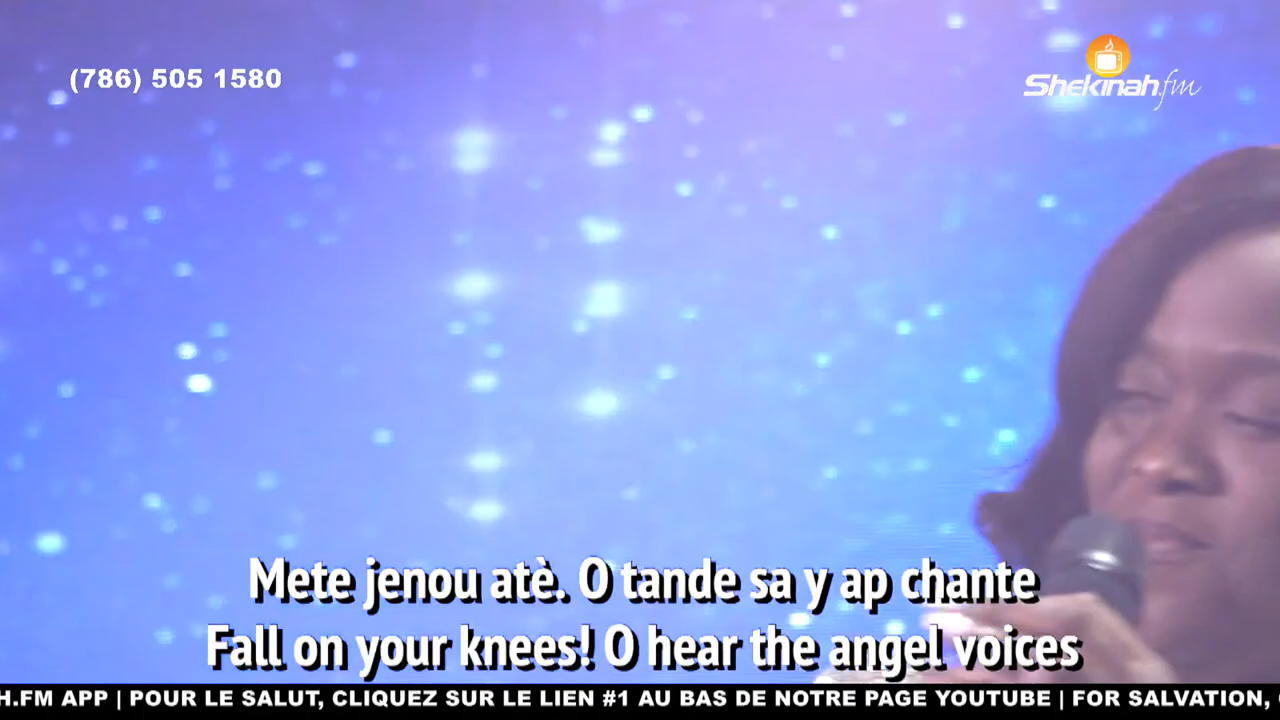 (786) 505 1580
Shekinah.fm
Mete jenou atè. O tande sa y ap chante
Fall on your knees! O hear the angel voices
H.FM APP | POUR LE SALUT, CLIQUEZ SUR LE LIEN #1 AU BAS DE NOTRE PAGE YOUTUBE | FOR SALVATION,